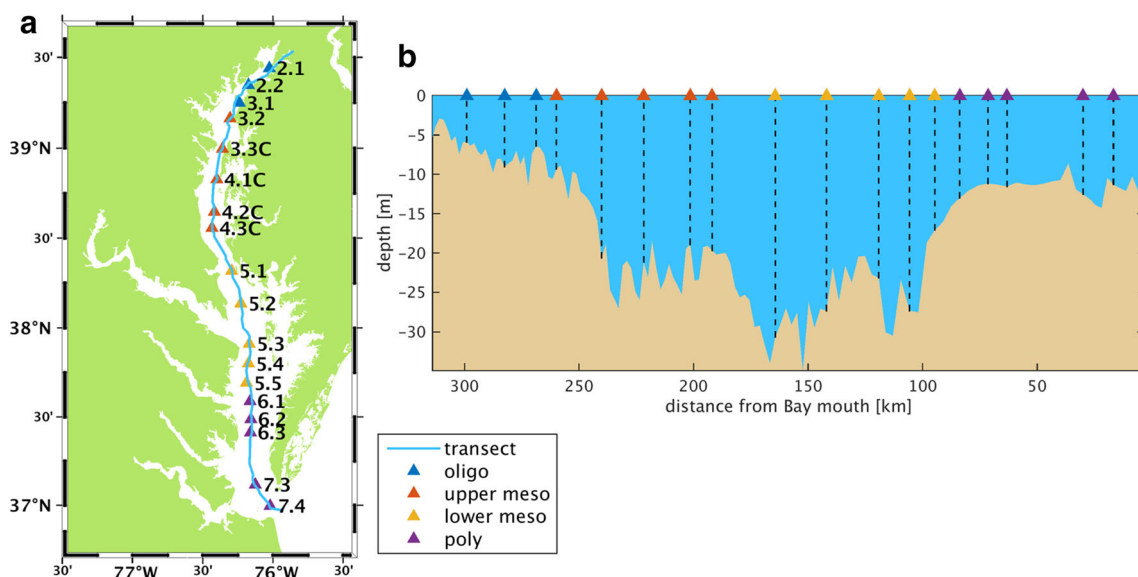 a
30'
39°N
30'
38°N
30'
37°N
30'
77°W
30'
76°W
30'
2.1
2.2
3.1
3.2
3.3C
4.1C
4.2C
4.3C
5.1
5.2
5.3
5.4
5.5
6.1
6.2
6.3
7.3
7.4
b
0
-5
-10
-15
-20
-25
-30
depth [m]
300
250
200
150
100
50
distance from Bay mouth [km]
transect
oligo
upper meso
lower meso
poly